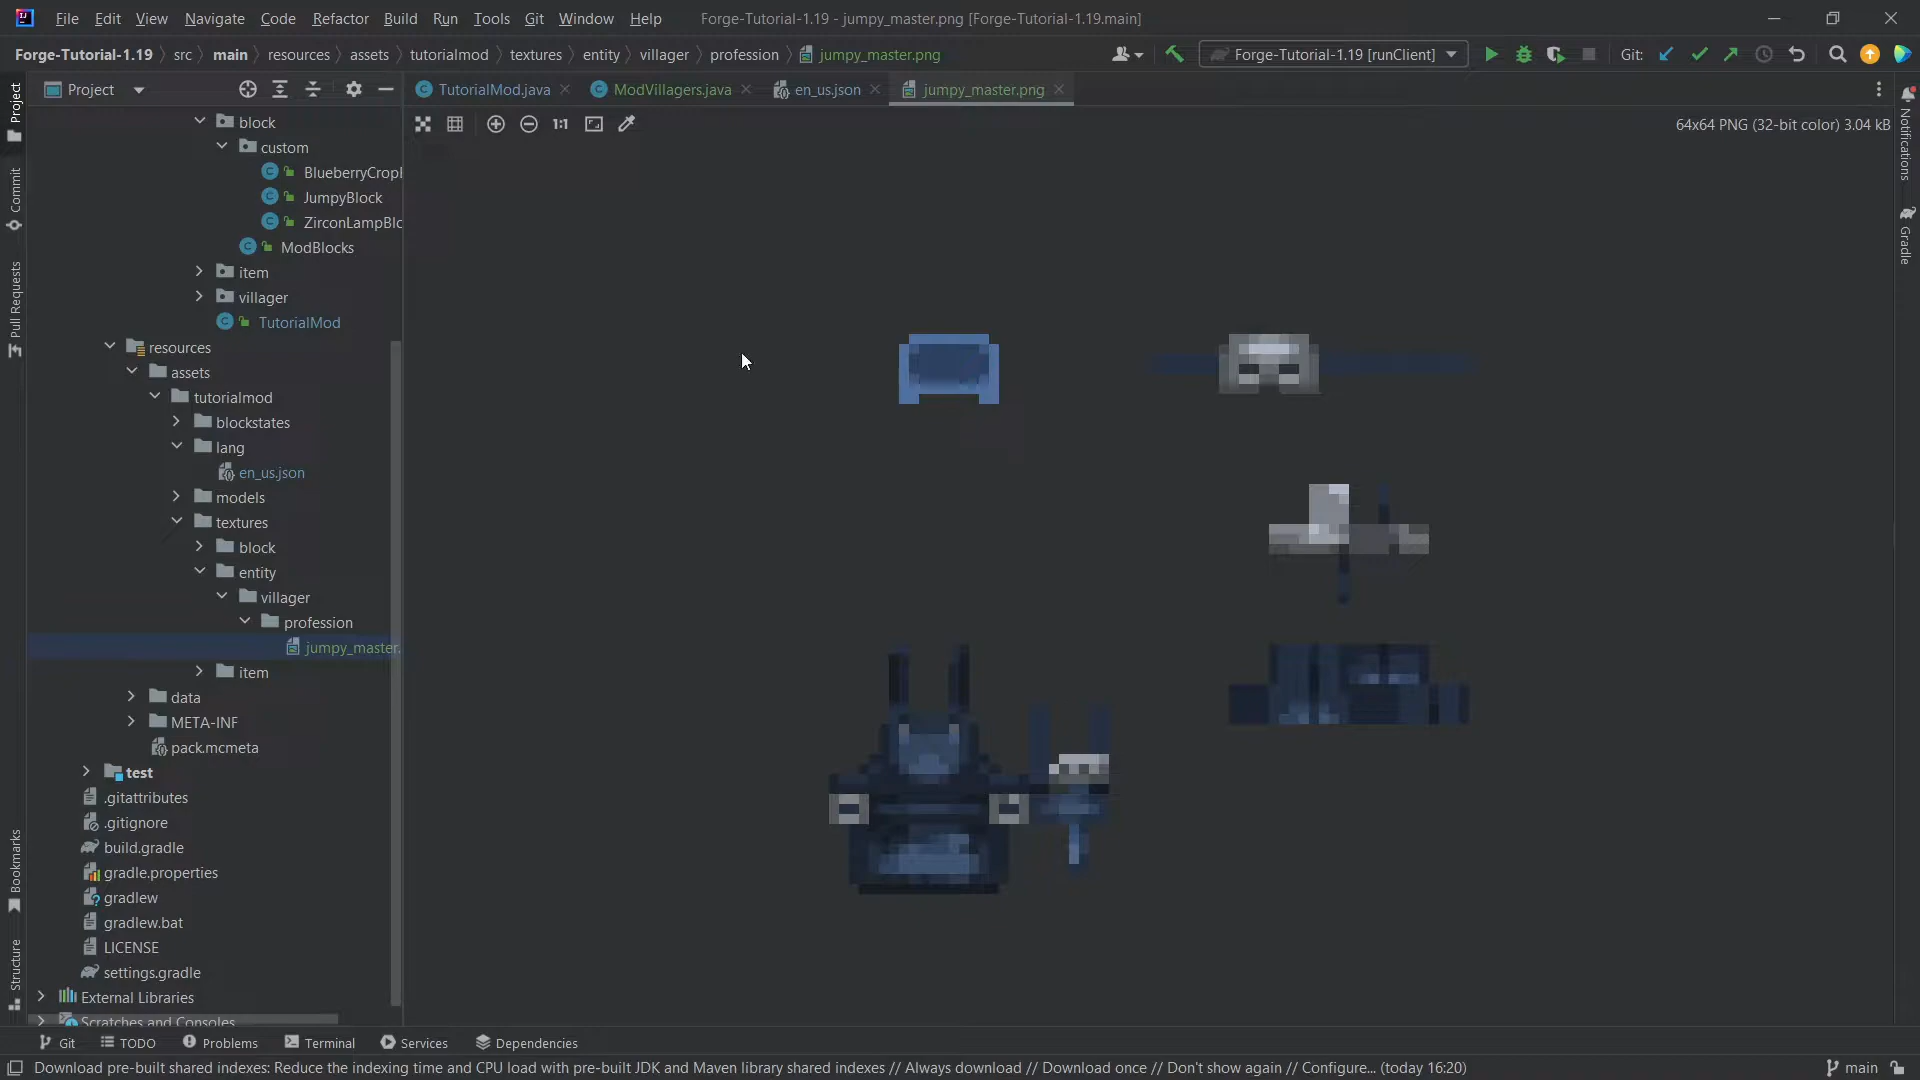 File Edit View Navigate Code Refactor Build Run Tools Git Window Help Forge-Tutorial-1.19 - jumpy_master.png [Forge-Tutorial-1.19.main]
Forge-Tutorial-1.19 src main resources assets tutorialmod textures entity villager profession jumpy_master.png Forge-Tutorial-1.19 [runClient] Git:
Project TutorialMod.java ModVillagers.java en_us.json jumpy_master.png
1:1 64x64 PNG (32-bit color) 3.04 kB
Project
Commit
Pull Requests
Bookmarks
Structure
block
custom
BlueberryCropl
JumpyBlock
ZirconLampBlc
ModBlocks
item
villager
TutorialMod
resources
assets
tutorialmod
blockstates
lang
en_us.json
models
textures
block
entity
villager
profession
jumpy_master.
item
data
META-INF
pack.mcmeta
test
.gitattributes
.gitignore
build.gradle
gradle.properties
gradlew
gradlew.bat
LICENSE
settings.gradle
External Libraries
Scratches and Consoles
Notifications
Gradle
Git TODO Problems Terminal Services Dependencies
Download pre-built shared indexes: Reduce the indexing time and CPU load with pre-built JDK and Maven library shared indexes // Always download // Download once // Don't show again // Configure... (today 16:20) main